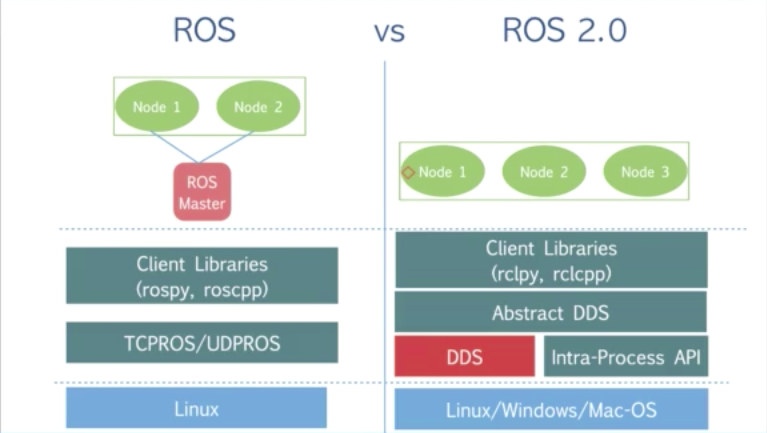 ROS vs ROS 2.0
Node 1 Node 2
ROS
Master
Node 1 Node 2 Node 3
Client Libraries
(rospy, roscpp)
TCPROS/UDPROS
Linux
Client Libraries
(rclpy, rclcpp)
Abstract DDS
DDS Intra-Process API
Linux/Windows/Mac-OS